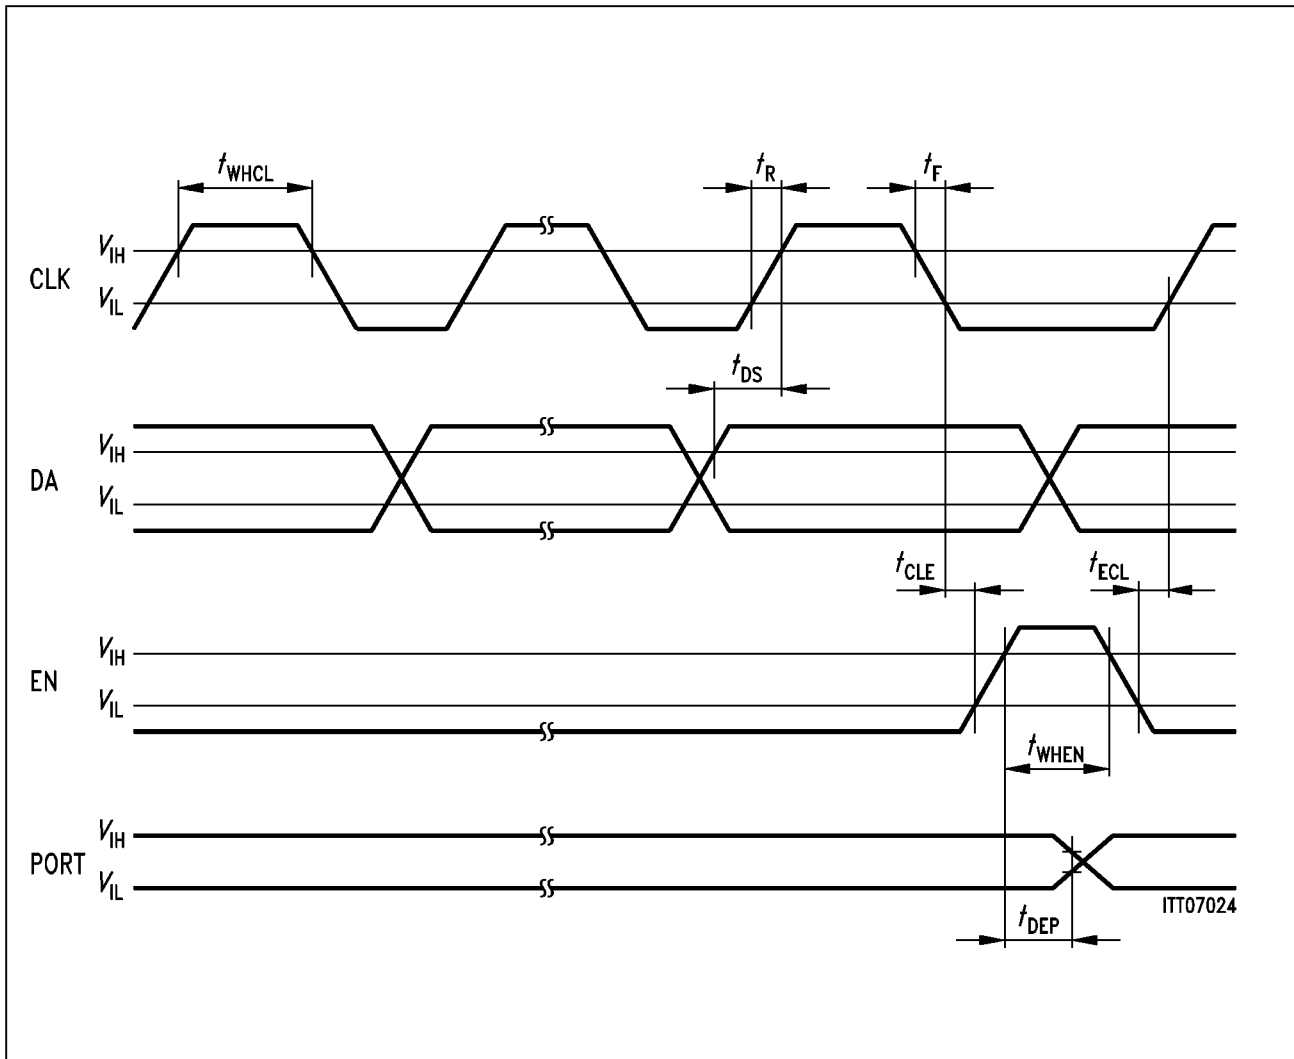 tWHCL
tR
tF
CLK
VIH
VIL
tDS
DA
VIH
VIL
tCLE
tECL
EN
VIH
VIL
tWHEN
PORT
VIH
VIL
ITT07024
tDEP